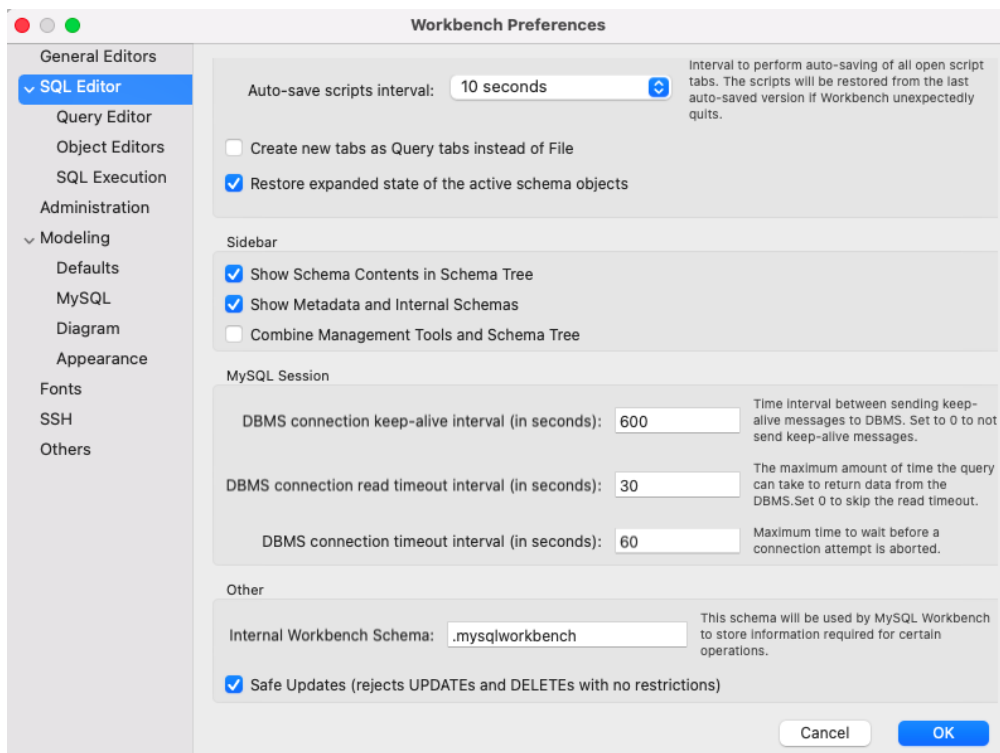 Workbench Preferences
General Editors
SQL Editor
Query Editor
Object Editors
SQL Execution
Administration
Modeling
Defaults
MySQL
Diagram
Appearance
Fonts
SSH
Others
Auto-save scripts interval:
10 seconds
Interval to perform auto-saving of all open script
tabs. The scripts will be restored from the last
auto-saved version if Workbench unexpectedly
quits.
Create new tabs as Query tabs instead of File
Restore expanded state of the active schema objects
Sidebar
Show Schema Contents in Schema Tree
Show Metadata and Internal Schemas
Combine Management Tools and Schema Tree
MySQL Session
DBMS connection keep-alive interval (in seconds):
600
Time interval between sending keep-
alive messages to DBMS. Set to 0 to not
send keep-alive messages.
DBMS connection read timeout interval (in seconds):
30
The maximum amount of time the query
can take to return data from the
DBMS.Set 0 to skip the read timeout.
DBMS connection timeout interval (in seconds):
60
Maximum time to wait before a
connection attempt is aborted.
Other
Internal Workbench Schema:
.mysqlworkbench
This schema will be used by MySQL Workbench
to store information required for certain
operations.
Safe Updates (rejects UPDATEs and DELETEs with no restrictions)
Cancel
OK